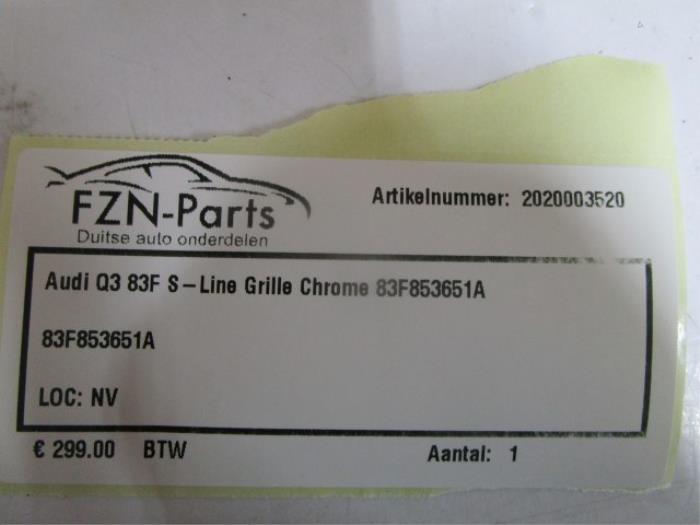 FZN-Parts
Duitse auto onderdelen
Artikelnummer: 2020003520
Audi Q3 83F S-Line Grille Chrome 83F853651A
83F853651A
LOC: NV
€ 299.00 BTW
Aantal: 1